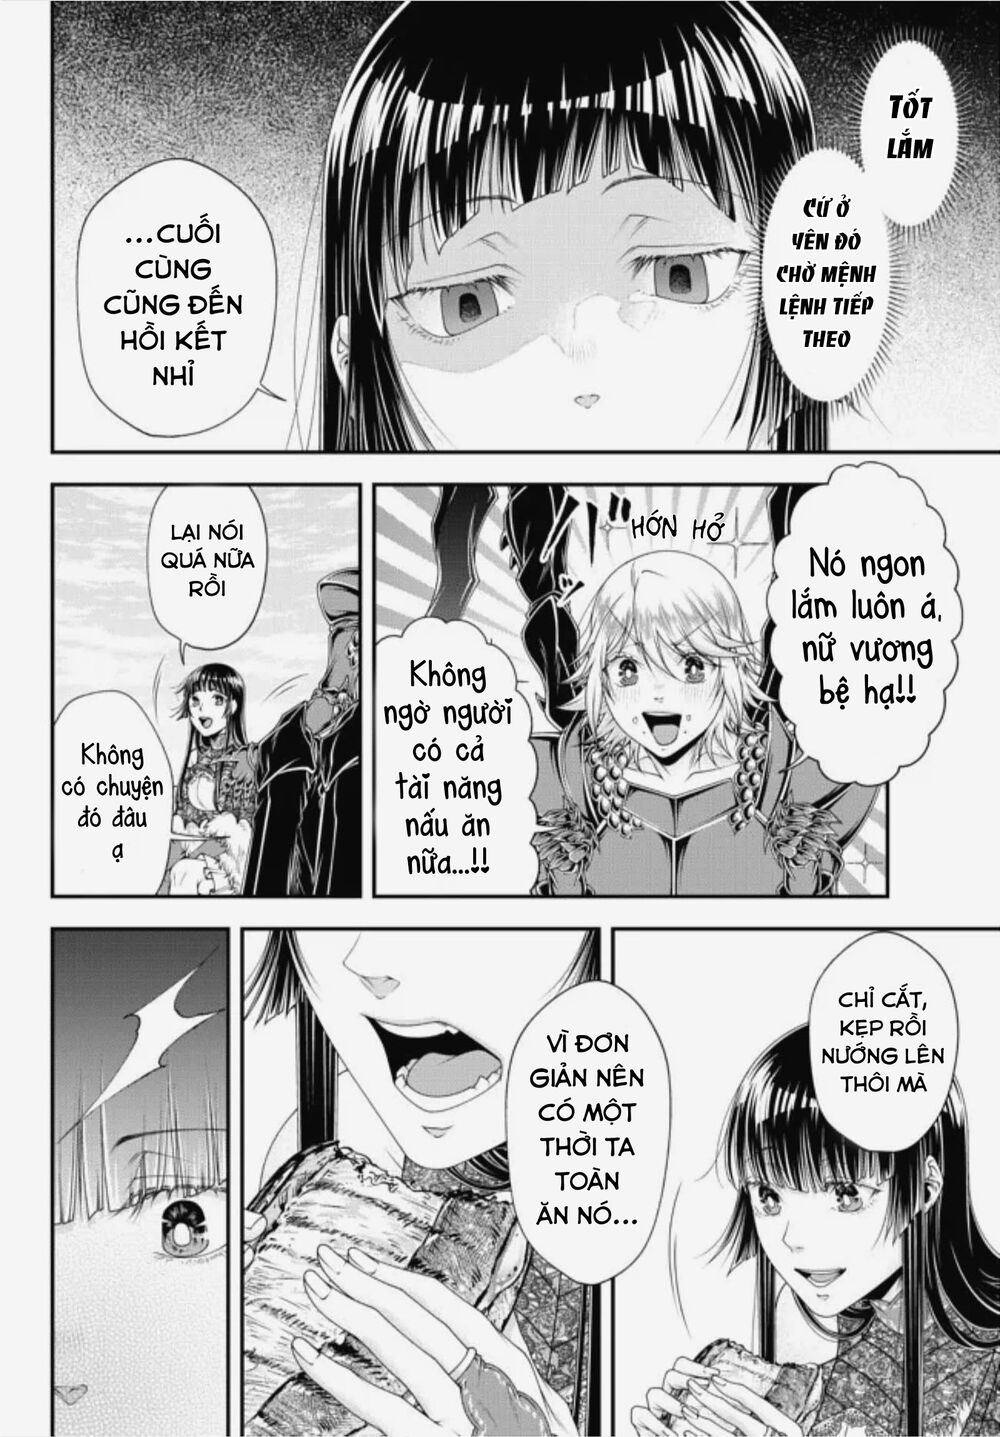 TỐT
LẮM
CỨ Ở
YÊN ĐÓ
CHỜ MỆNH
LỆNH TIẾP
THEO
...CUỐI
CÙNG
CŨNG ĐẾN
HỒI KẾT
NHỈ
HỚN HỞ
Nó ngon
lắm luôn á,
nữ vương
bệ hạ!!
Không
ngờ người
có cả
tài năng
nấu ăn
nữa...!!
LẠI NÓI
QUÁ NỮA
RỒI
Không
có chuyện
đó đâu
ạ
CHỈ CẮT,
KẸP RỒI
NƯỚNG LÊN
THÔI MÀ
VÌ ĐƠN
GIẢN NÊN
CÓ MỘT
THỜI TA
TOÀN
ĂN NÓ...